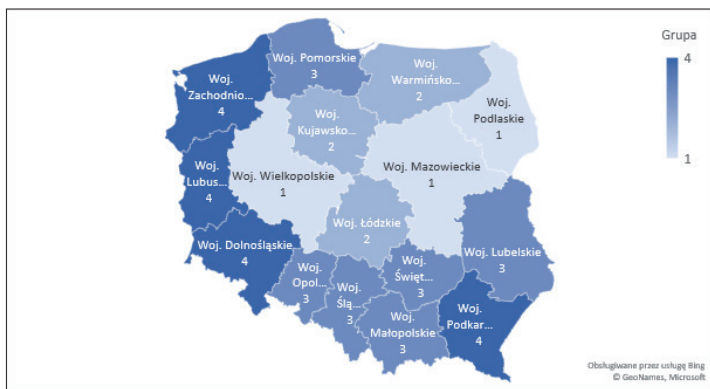 Grupa
4
1
Woj. Pomorskie
3
Woj.
Warmińsko ...
2
Woj.
Zachodnio ...
4
Woj.
Podlaskie
1
Woj.
Kujawsko ...
2
Woj. Mazowieckie
1
Woj. Wielkopolskie
1
Woj.
Lubus ...
4
Woj. Łódzkie
2
Woj. Dolnośląskie
4
Woj. Lubelskie
3
Woj.
Opol ...
3
Woj.
Ślą ...
3
Woj.
Święt ...
3
Woj.
Małopolskie
3
Woj.
Podkar ...
4
Obsługiwane przez usługę Bing
© GeoNames, Microsoft